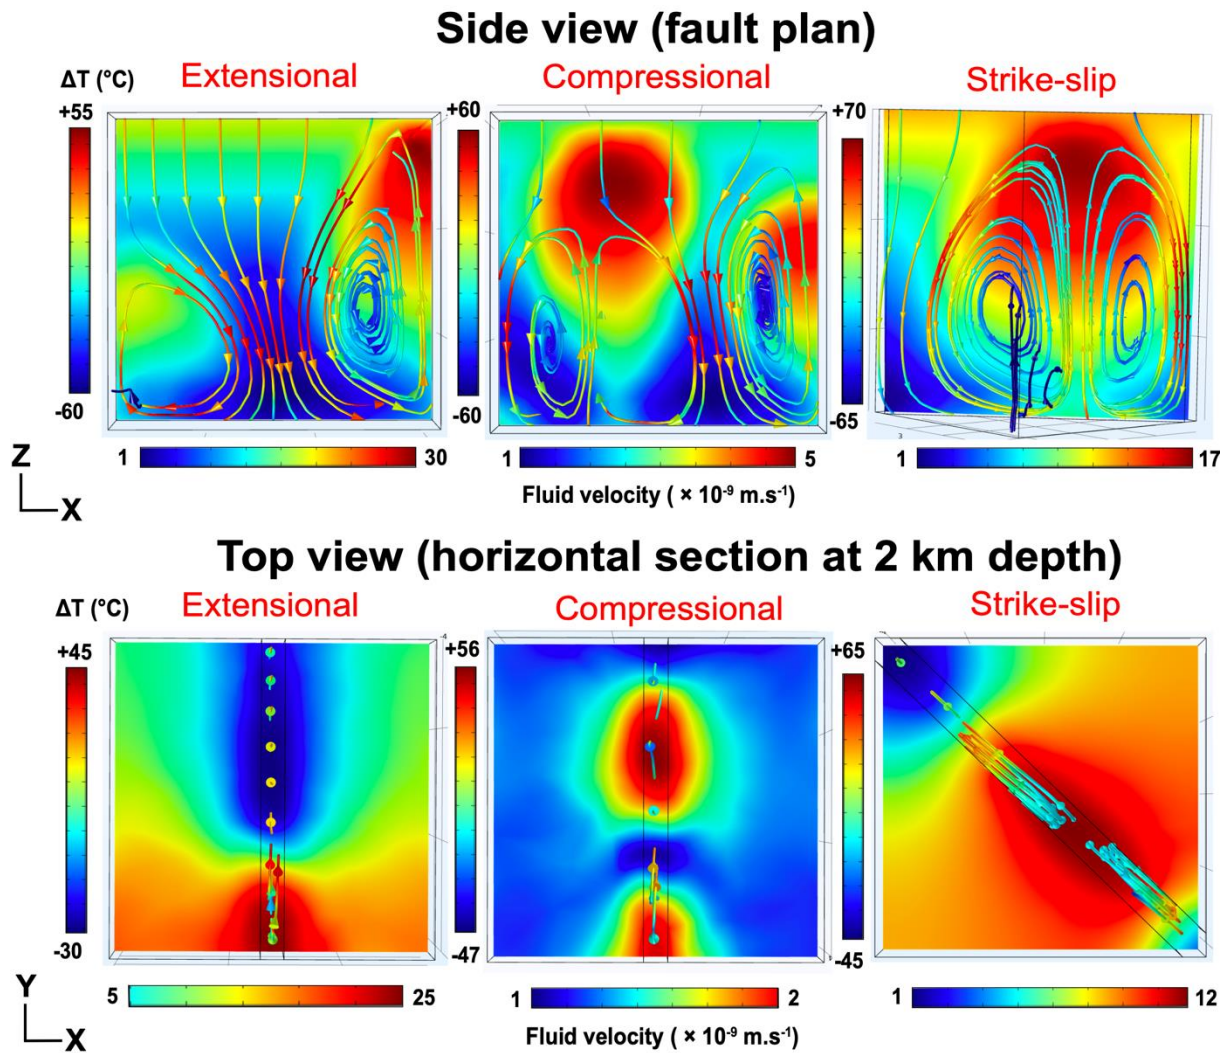 Side view (fault plan)
ΔT (°C) Extensional Compressional Strike-slip
+55 +60 +70
-60 -60 -65
1 30 1 5 1 17
Fluid velocity ( × 10⁻⁹ m.s⁻¹)
Z
X
3
Top view (horizontal section at 2 km depth)
ΔT (°C) Extensional Compressional Strike-slip
+45 +56 +65
-30 -47 -45
5 25 1 2 1 12
Fluid velocity ( × 10⁻⁹ m.s⁻¹)
Y
X